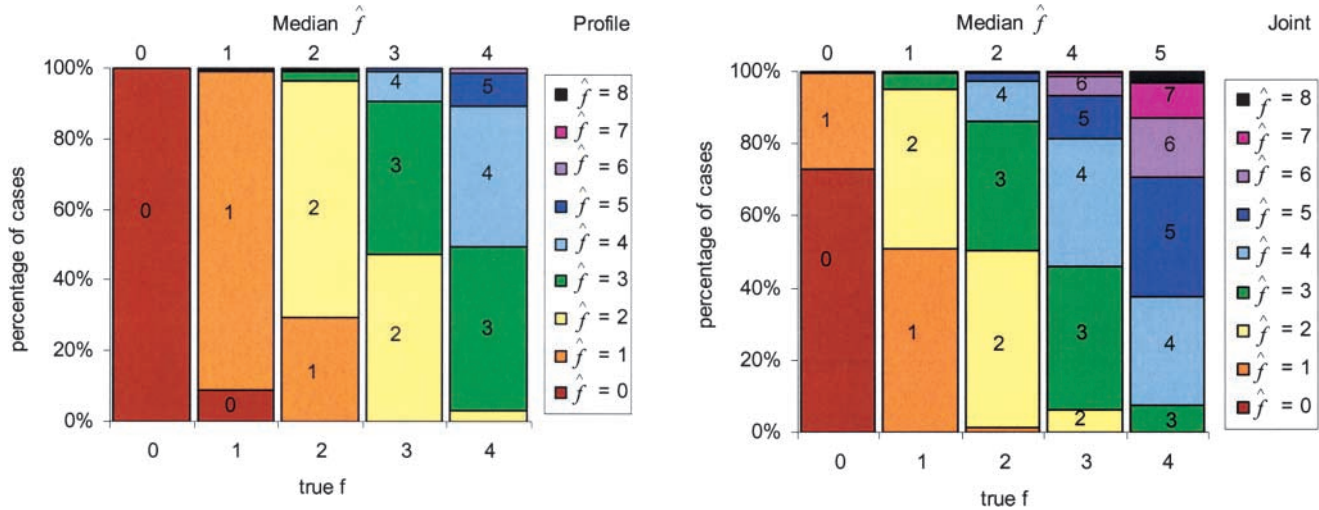 Median f̂ Profile
0 1 2 3 4
100%
80%
60%
40%
20%
0%
percentage of cases
0
1
0
2
1
4
3
2
5
4
3
0 1 2 3 4
true f
f̂ = 8
f̂ = 7
f̂ = 6
f̂ = 5
f̂ = 4
f̂ = 3
f̂ = 2
f̂ = 1
f̂ = 0
Median f̂ Joint
0 1 2 4 5
100%
80%
60%
40%
20%
0%
percentage of cases
1
0
2
1
4
3
2
6
5
4
3
2
7
6
5
4
3
0 1 2 3 4
true f
f̂ = 8
f̂ = 7
f̂ = 6
f̂ = 5
f̂ = 4
f̂ = 3
f̂ = 2
f̂ = 1
f̂ = 0